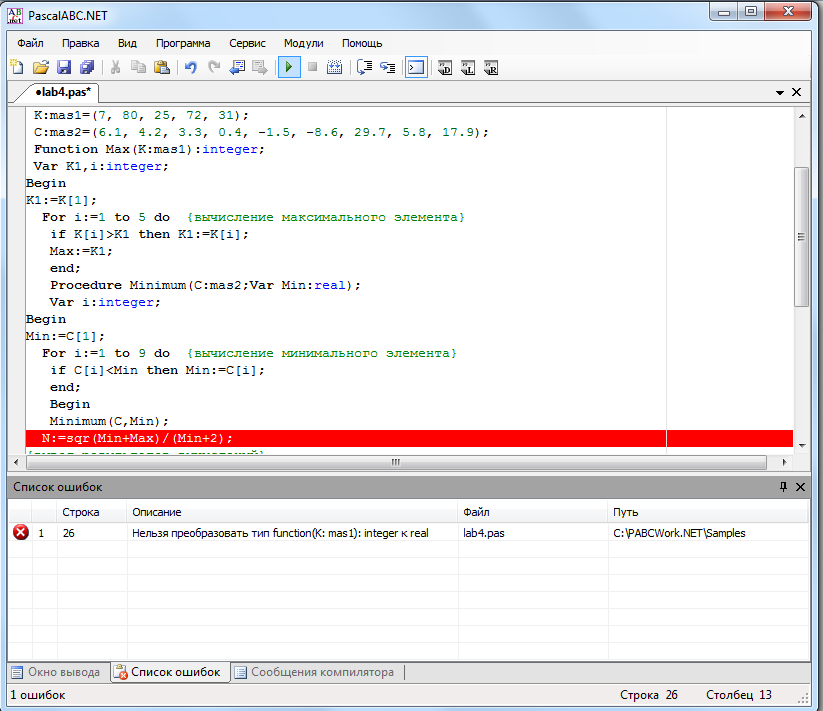 PascalABC.NET
Файл Правка Вид Программа Сервис Модули Помощь
●lab4.pas*
K:mas1=(7, 80, 25, 72, 31);
C:mas2=(6.1, 4.2, 3.3, 0.4, -1.5, -8.6, 29.7, 5.8, 17.9);
Function Max(K:mas1):integer;
Var K1,i:integer;
Begin
K1:=K[1];
For i:=1 to 5 do {вычисление максимального элемента}
if K[i]>K1 then K1:=K[i];
Max:=K1;
end;
Procedure Minimum(C:mas2;Var Min:real);
Var i:integer;
Begin
Min:=C[1];
For i:=1 to 9 do {вычисление минимального элемента}
if C[i]<Min then Min:=C[i];
end;
Begin
Minimum(C,Min);
N:=sqr(Min+Max)/(Min+2);
Список ошибок
Строка Описание Файл Путь
1 26 Нельзя преобразовать тип function(K: mas1): integer к real lab4.pas C:\PABCWork.NET\Samples
Окно вывода Список ошибок Сообщения компилятора
1 ошибок Строка 26 Столбец 13